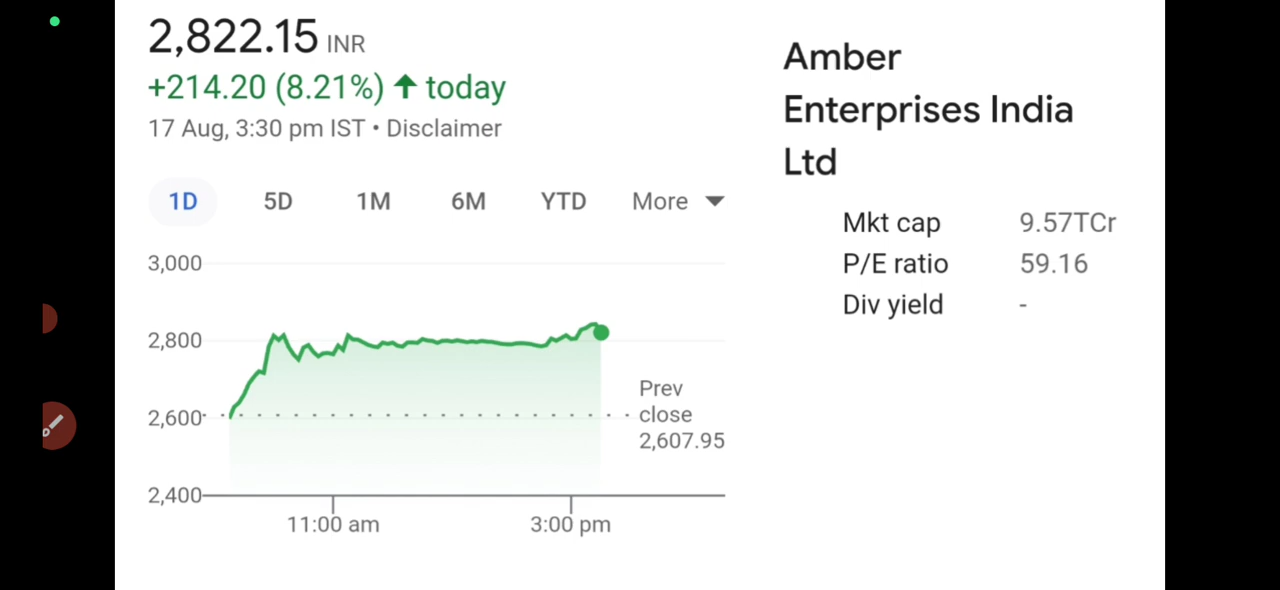 2,822.15 INR
+214.20 (8.21%) ↑ today
17 Aug, 3:30 pm IST • Disclaimer
1D 5D 1M 6M YTD More
3,000
2,800
2,600
2,400
Prev
close
2,607.95
11:00 am 3:00 pm
Amber
Enterprises India
Ltd
Mkt cap 9.57TCr
P/E ratio 59.16
Div yield -